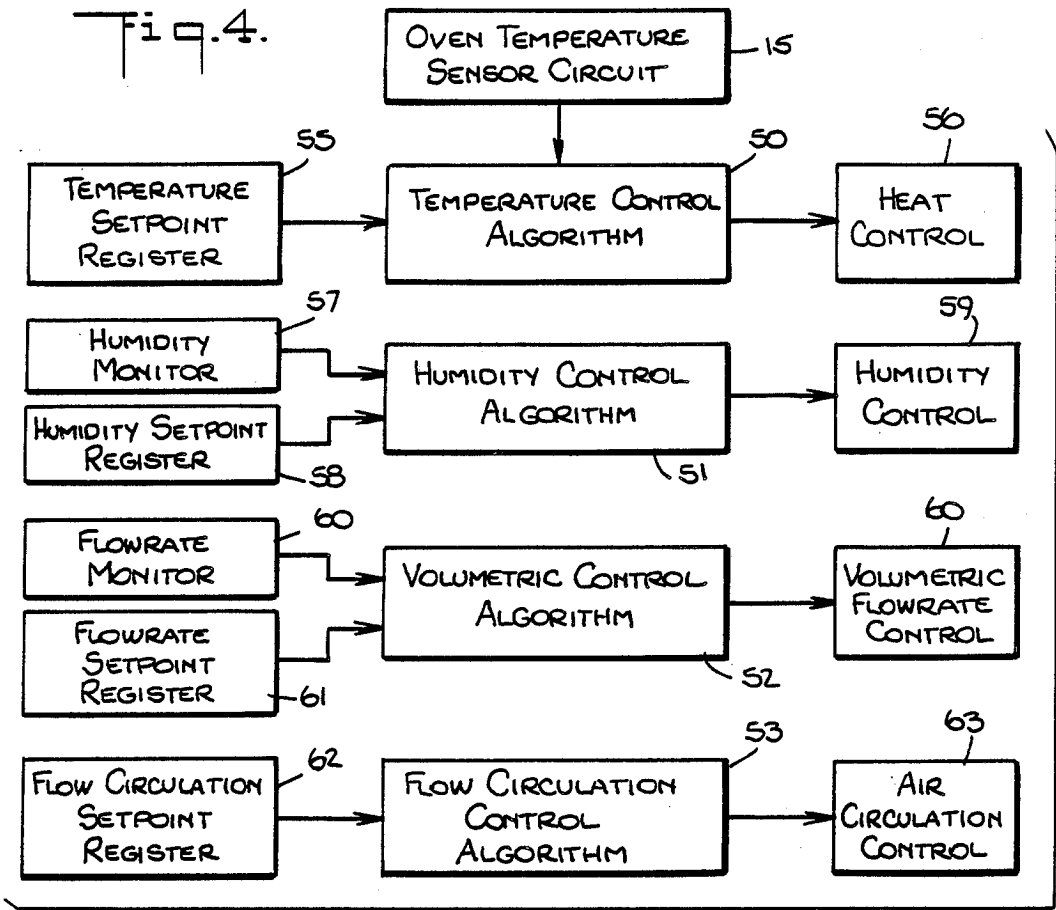 Fig.4.
OVEN TEMPERATURE
SENSOR CIRCUIT
15
55
50
56
TEMPERATURE
SETPOINT
REGISTER
TEMPERATURE CONTROL
ALGORITHM
HEAT
CONTROL
57
59
HUMIDITY
MONITOR
HUMIDITY CONTROL
ALGORITHM
HUMIDITY
CONTROL
HUMIDITY SETPOINT
REGISTER
58
51
60
60
FLOWRATE
MONITOR
VOLUMETRIC CONTROL
ALGORITHM
VOLUMETRIC
FLOWRATE
CONTROL
FLOWRATE
SETPOINT
REGISTER
61
52
62
53
63
FLOW CIRCULATION
SETPOINT
REGISTER
FLOW CIRCULATION
CONTROL
ALGORITHM
AIR
CIRCULATION
CONTROL